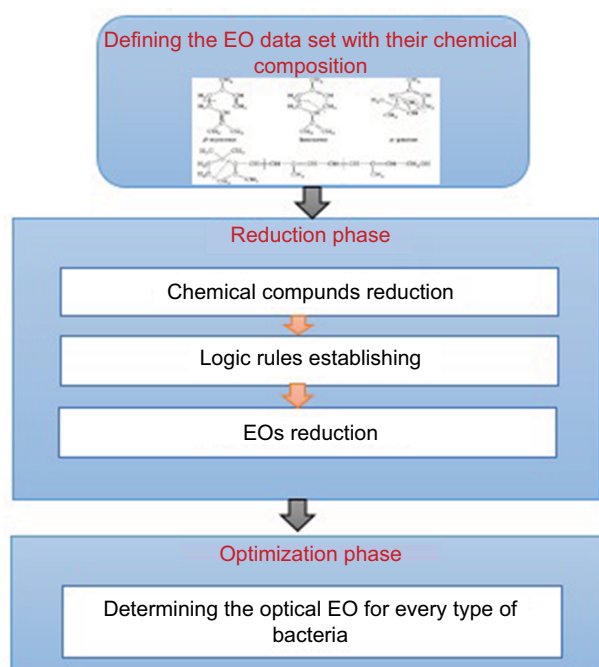 Defining the EO data set with their chemical
composition
Reduction phase
Chemical compunds reduction
Logic rules establishing
EOs reduction
Optimization phase
Determining the optical EO for every type of
bacteria